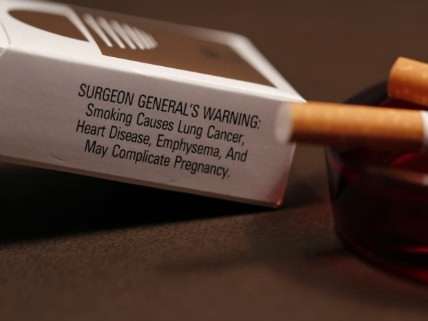 SURGEON GENERAL'S WARNING:
Smoking Causes Lung Cancer,
Heart Disease, Emphysema, And
May Complicate Pregnancy.